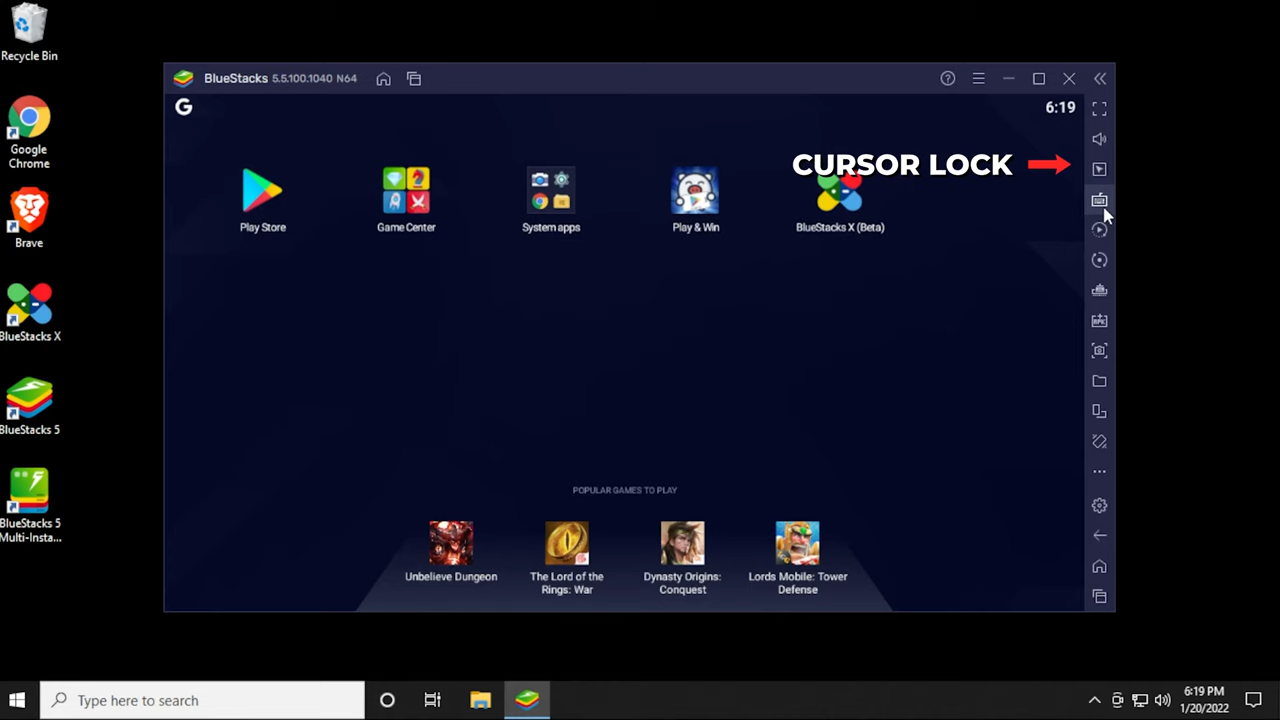 Recycle Bin
Google
Chrome
Brave
BlueStacks X
BlueStacks 5
BlueStacks 5
Multi-Insta...
BlueStacks 5.5.100.1040 N64
G
6:19
CURSOR LOCK
Play Store
Game Center
System apps
Play & Win
BlueStacks X (Beta)
POPULAR GAMES TO PLAY
Unbelieve Dungeon
The Lord of the
Rings: War
Dynasty Origins:
Conquest
Lords Mobile: Tower
Defense
Type here to search
6:19 PM
1/20/2022